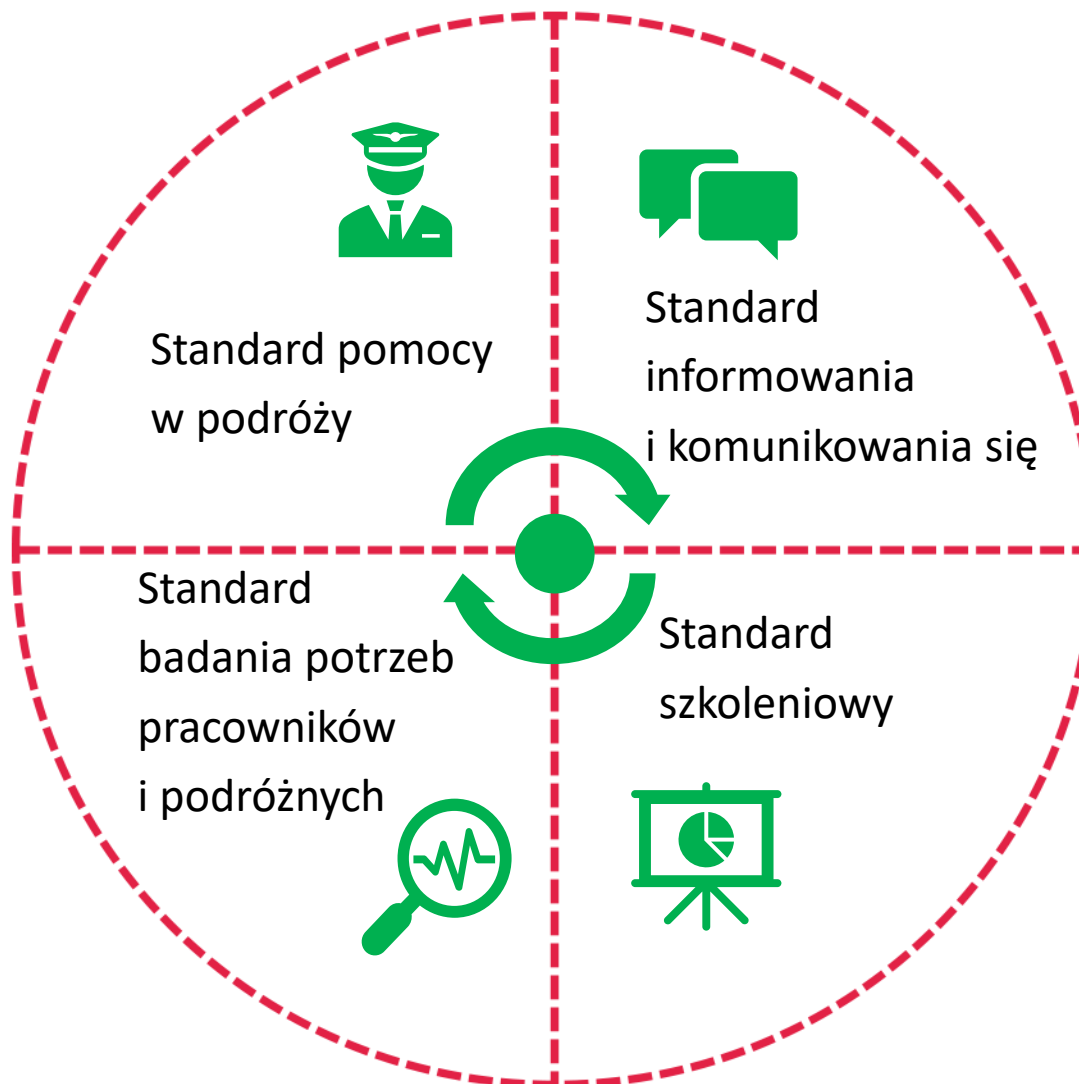 Standard pomocy
w podróży
Standard
informowania
i komunikowania się
Standard
badania potrzeb
pracowników
i podróżnych
Standard
szkoleniowy